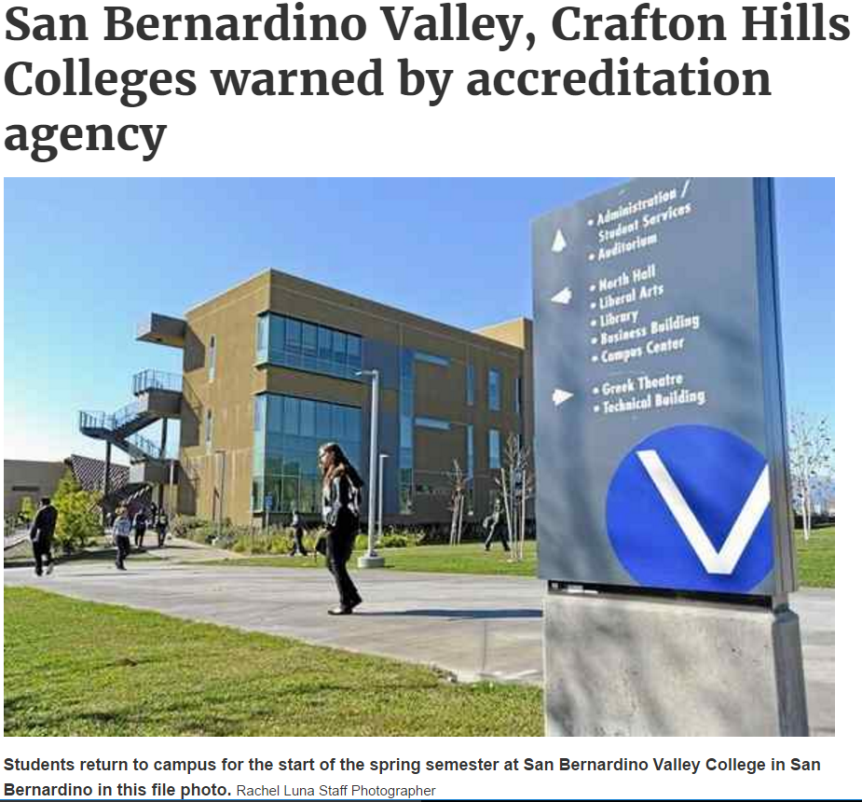 San Bernardino Valley, Crafton Hills
Colleges warned by accreditation
agency
• Administration /
Student Services
• Auditorium
• North Hall
• Liberal Arts
• Library
• Business Building
• Campus Center
• Greek Theatre
• Technical Building
V
Students return to campus for the start of the spring semester at San Bernardino Valley College in San
Bernardino in this file photo. Rachel Luna Staff Photographer